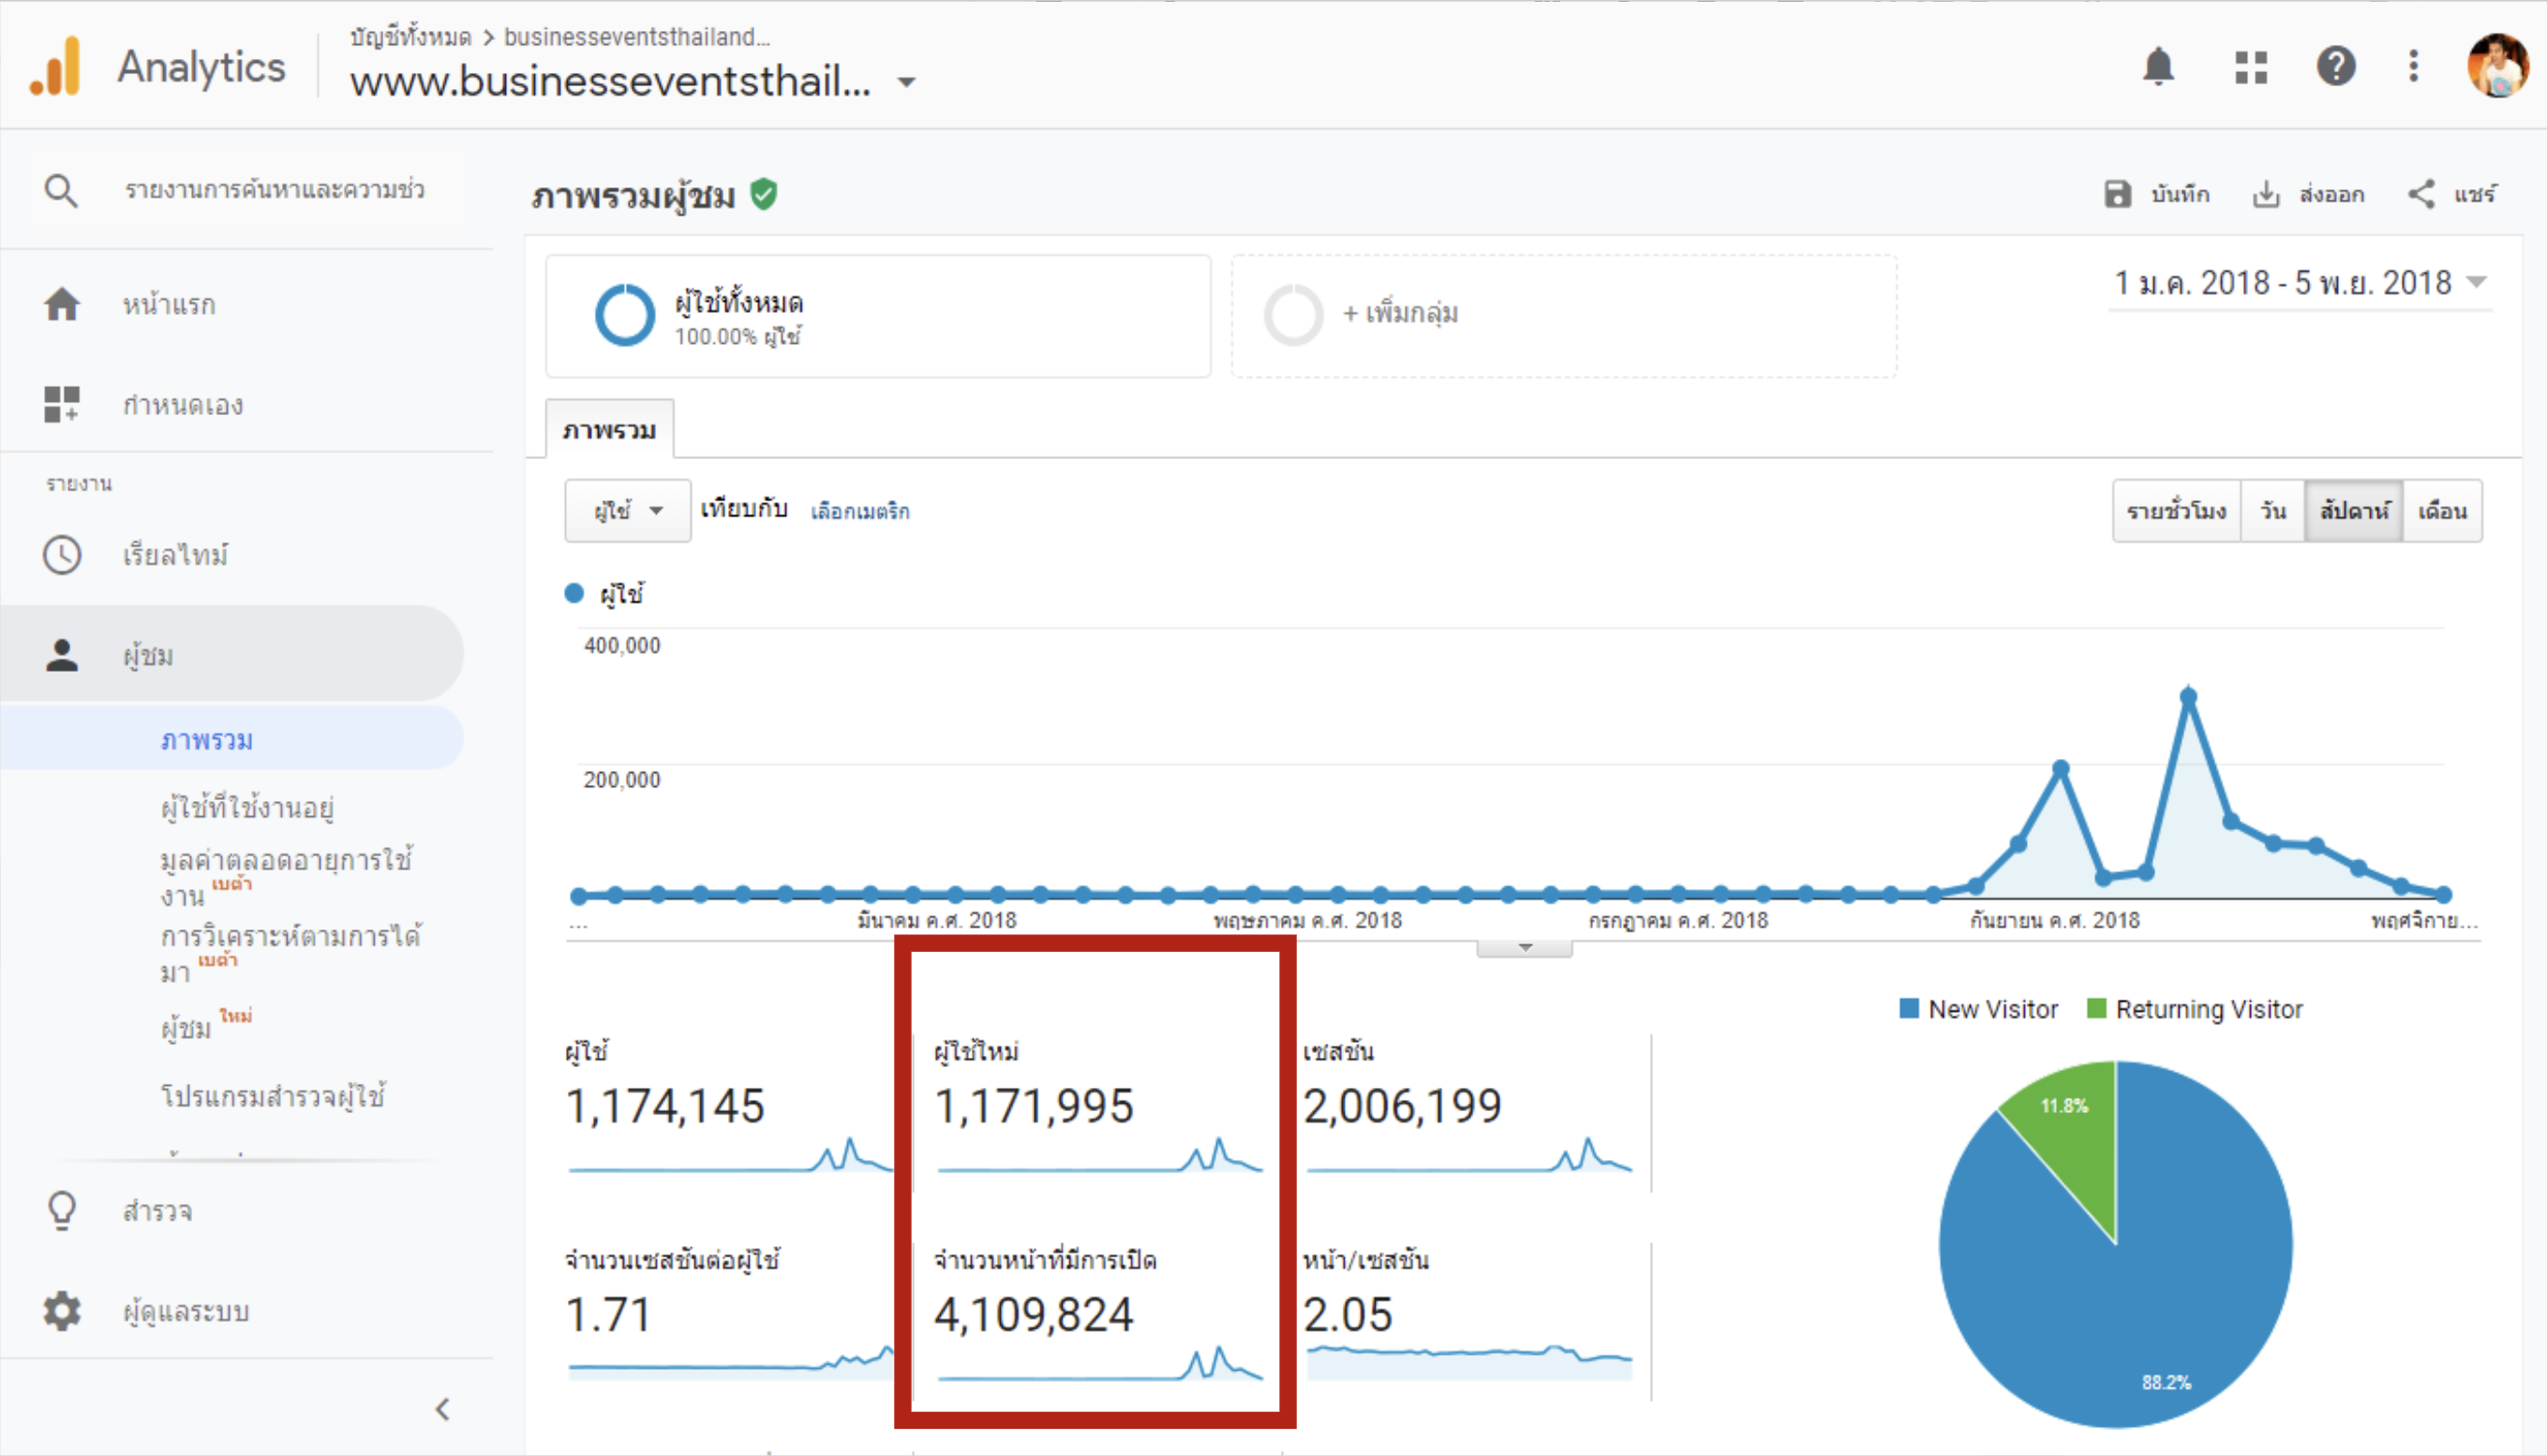 Analytics
บัญชีทั้งหมด > businesseventsthailand...
www.businesseventsthail...
รายงานการค้นหาและความช่ว
หน้าแรก
กำหนดเอง
รายงาน
เรียลไทม์
ผู้ชม
ภาพรวม
ผู้ใช้ที่ใช้งานอยู่
มูลค่าตลอดอายุการใช้
งาน เบต้า
การวิเคราะห์ตามการได้
มา เบต้า
ผู้ชม ใหม่
โปรแกรมสำรวจผู้ใช้
สำรวจ
ผู้ดูแลระบบ
ภาพรวมผู้ชม
บันทึก ส่งออก แชร์
ผู้ใช้ทั้งหมด
100.00% ผู้ใช้
+ เพิ่มกลุ่ม
1 ม.ค. 2018 - 5 พ.ย. 2018
ภาพรวม
ผู้ใช้ เทียบกับ เลือกเมตริก
รายชั่วโมง วัน สัปดาห์ เดือน
ผู้ใช้
400,000
200,000
... มีนาคม ค.ศ. 2018 พฤษภาคม ค.ศ. 2018 กรกฎาคม ค.ศ. 2018 กันยายน ค.ศ. 2018 พฤศจิกาย...
ผู้ใช้
1,174,145
ผู้ใช้ใหม่
1,171,995
เซสชัน
2,006,199
จำนวนเซสชันต่อผู้ใช้
1.71
จำนวนหน้าที่มีการเปิด
4,109,824
หน้า/เซสชัน
2.05
New Visitor Returning Visitor
11.8%
88.2%